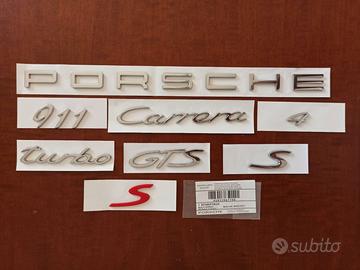 PORSCHE
911 Carrera 4
turbo GTS S
S
subito